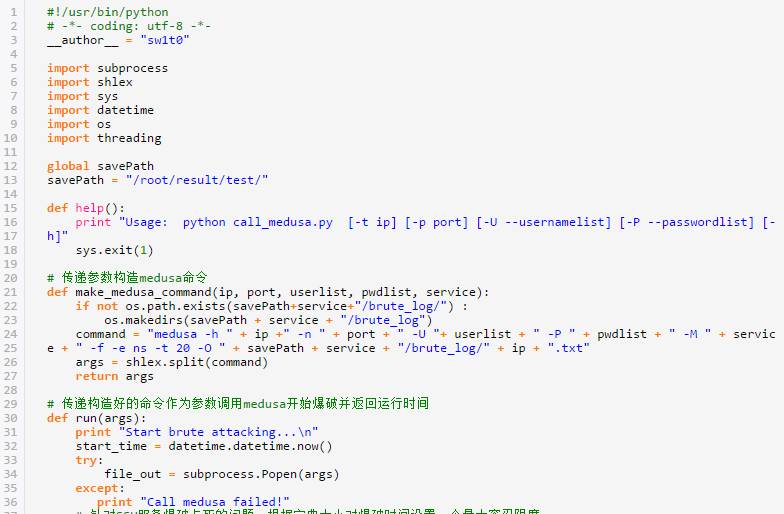 1 #!/usr/bin/python
2 # -*- coding: utf-8 -*-
3 __author__ = "sw1t0"
4
5 import subprocess
6 import shlex
7 import sys
8 import datetime
9 import os
10 import threading
11
12 global savePath
13 savePath = "/root/result/test/"
14
15 def help():
16     print "Usage:  python call_medusa.py  [-t ip] [-p port] [-U --usernamelist] [-P --passwordlist] [-
17 h]"
18     sys.exit(1)
19
20 # 传递参数构造medusa命令
21 def make_medusa_command(ip, port, userlist, pwdlist, service):
22     if not os.path.exists(savePath+service+"/brute_log/") :
23         os.makedirs(savePath + service + "/brute_log")
24     command = "medusa -h " + ip +" -n " + port + " -U "+ userlist + " -P " + pwdlist + " -M " + servic
25 e + " -f -e ns -t 20 -O " + savePath + service + "/brute_log/" + ip + ".txt"
26     args = shlex.split(command)
27     return args
28
29 # 传递构造好的命令作为参数调用medusa开始爆破并返回运行时间
30 def run(args):
31     print "Start brute attacking...\n"
32     start_time = datetime.datetime.now()
33     try:
34         file_out = subprocess.Popen(args)
35     except:
36        print "Call medusa failed!"